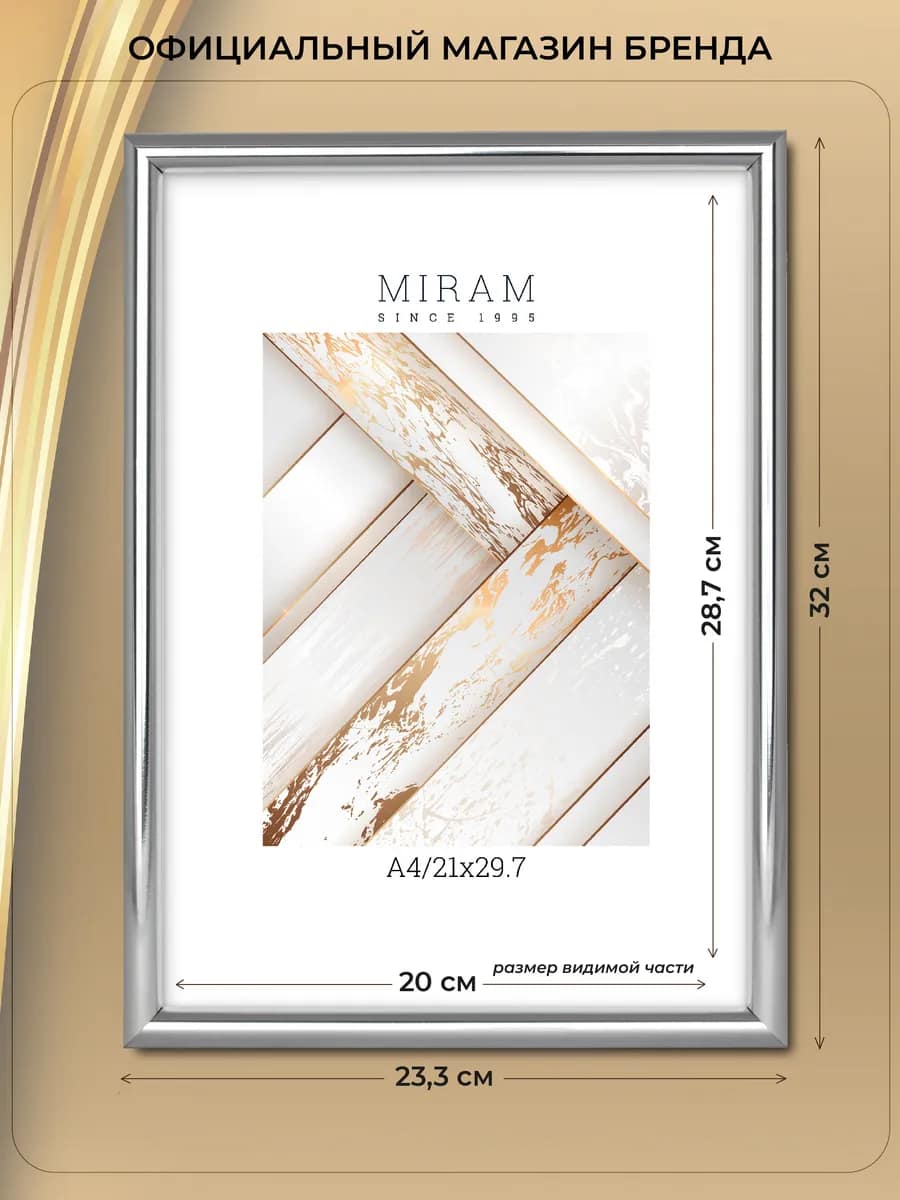 ОФИЦИАЛЬНЫЙ МАГАЗИН БРЕНДА
MIRAM
SINCE 1995
28,7 см
32 см
A4/21x29.7
размер видимой части
20 см
23,3 см